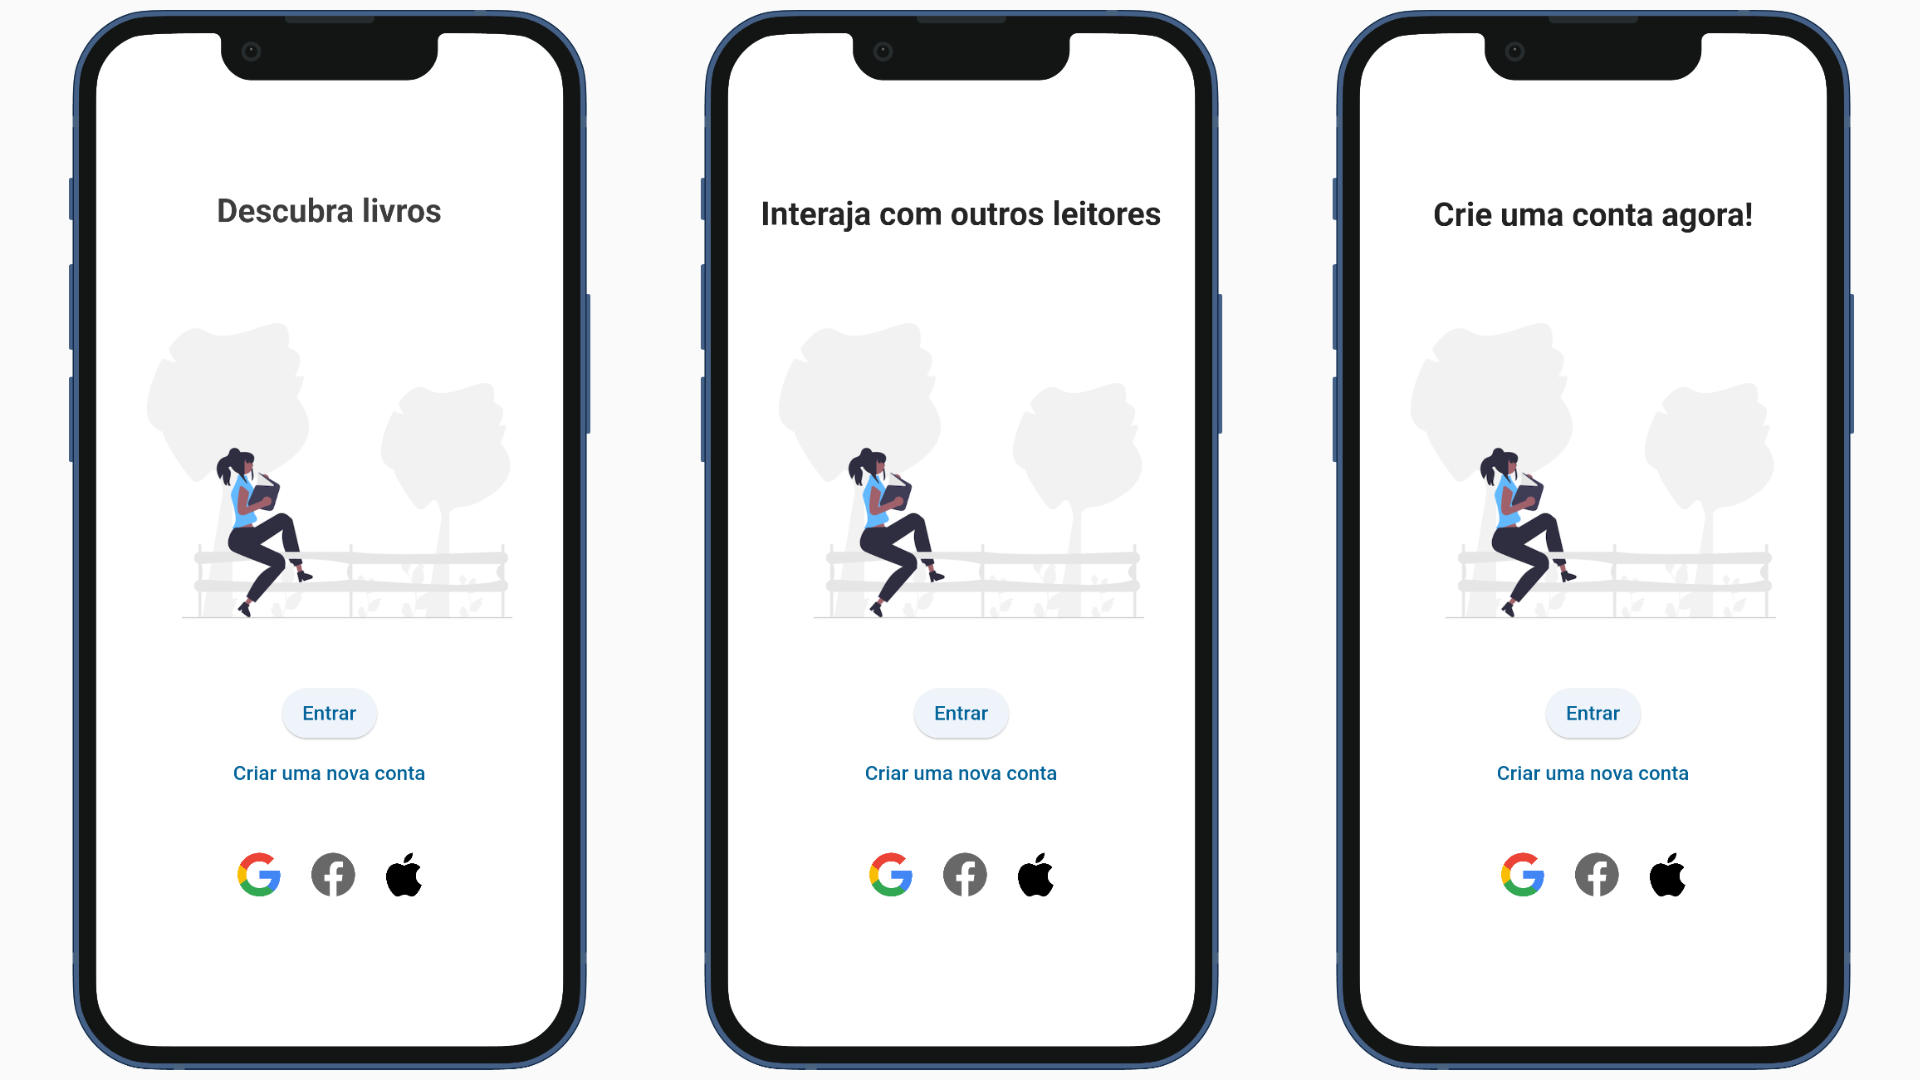 Descubra livros
Entrar
Criar uma nova conta
Interaja com outros leitores
Entrar
Criar uma nova conta
Crie uma conta agora!
Entrar
Criar uma nova conta